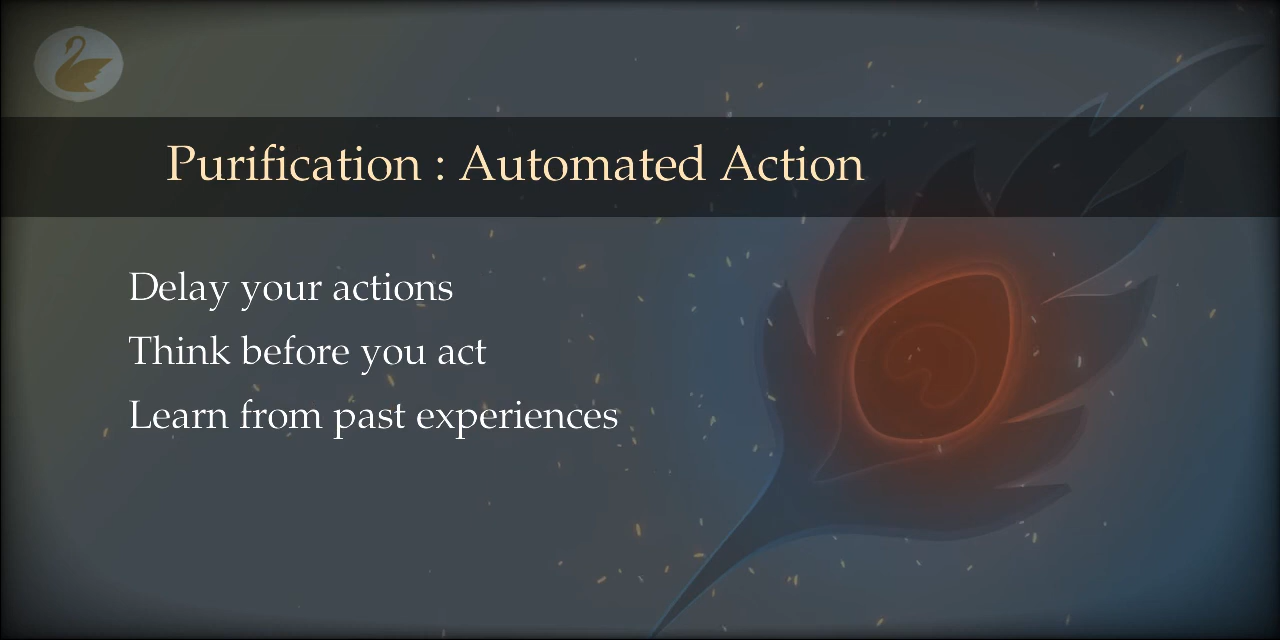 Purification : Automated Action
Delay your actions
Think before you act
Learn from past experiences